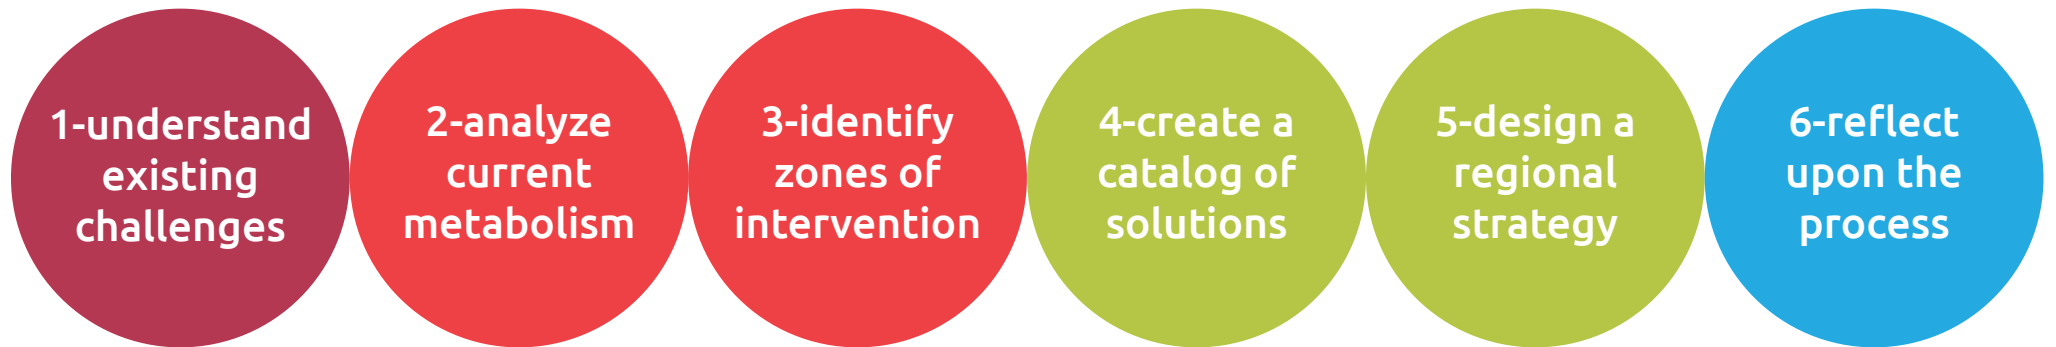 1-understand
existing
challenges
2-analyze
current
metabolism
3-identify
zones of
intervention
4-create a
catalog of
solutions
5-design a
regional
strategy
6-reflect
upon the
process